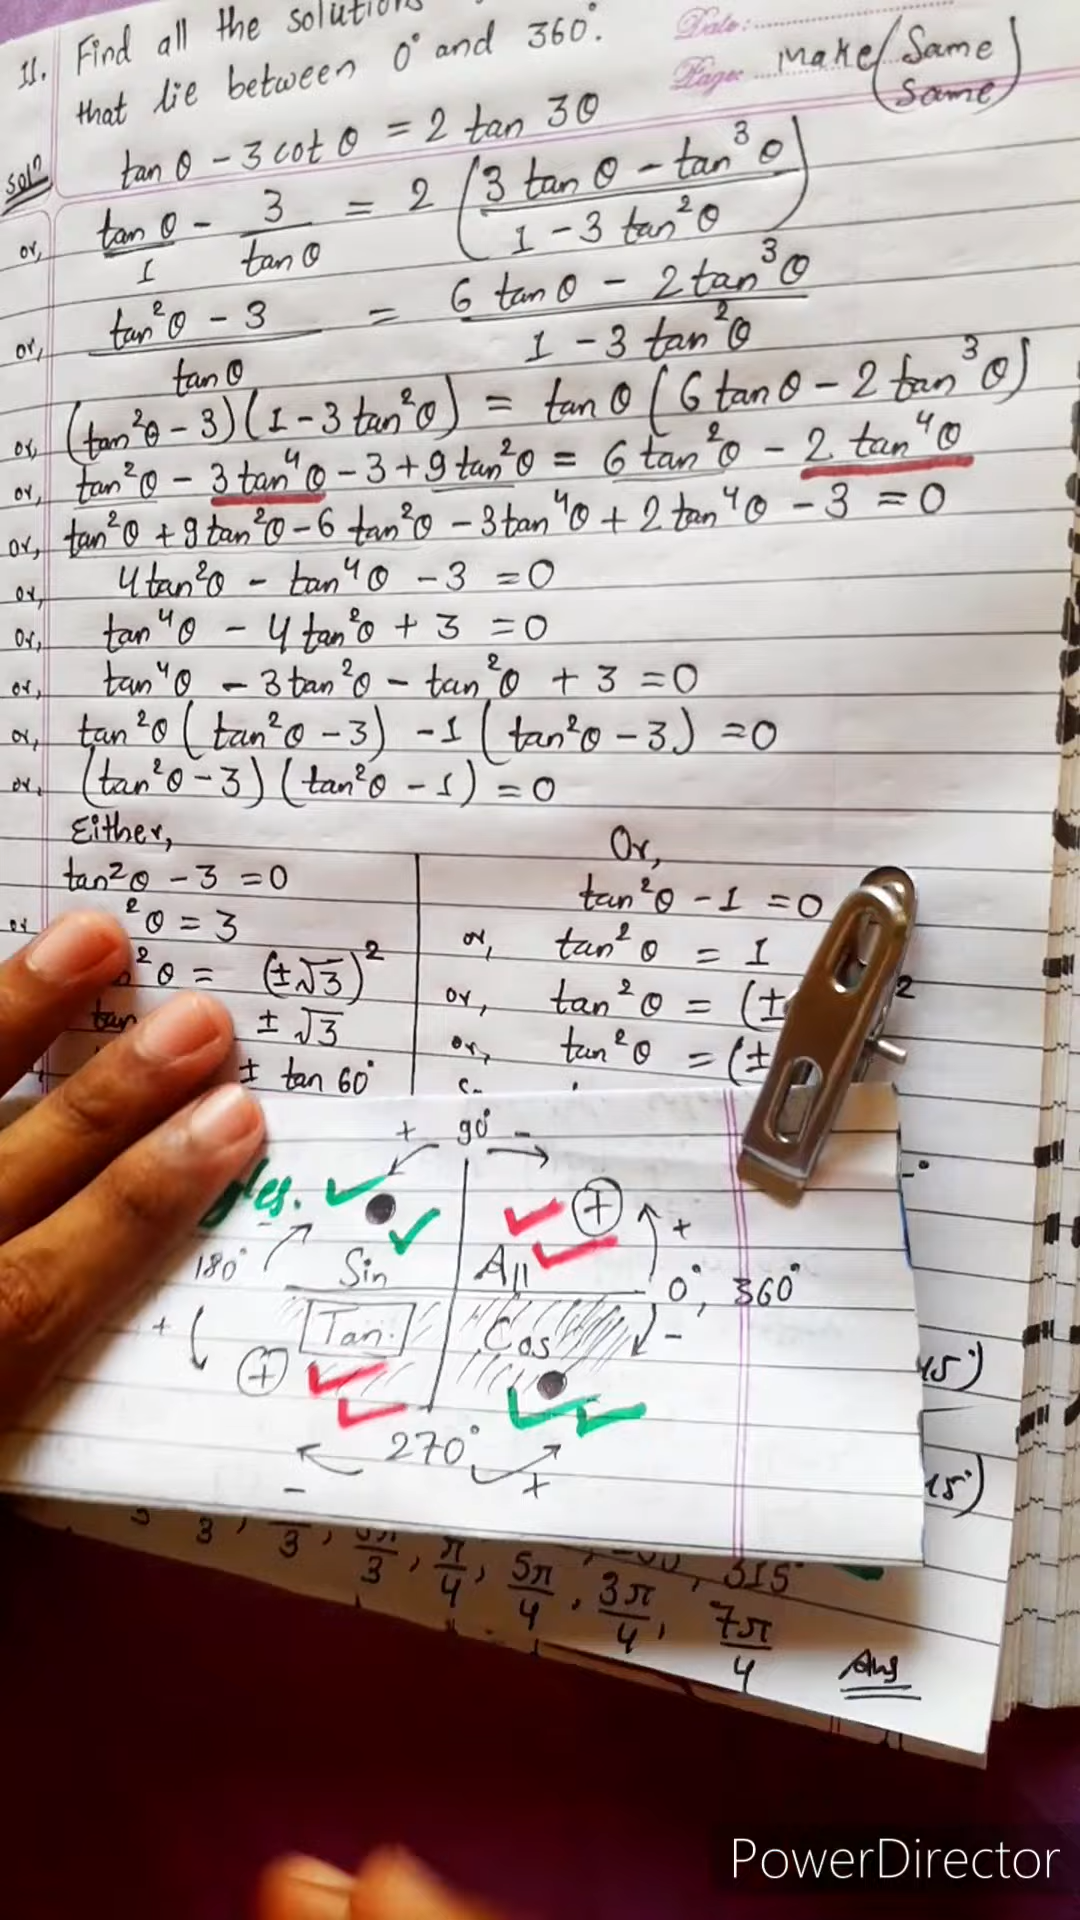 11. Find all the solutions
that lie between 0° and 360°.
Date:
Page:
Make (Same
Same)
Solⁿ
tan θ - 3 cot θ = 2 tan 3θ
or, tan θ / 1 - 3 / tan θ = 2 (3 tan θ - tan³θ / 1 - 3 tan²θ)
or, tan²θ - 3 / tan θ = 6 tan θ - 2 tan³θ / 1 - 3 tan²θ
or, (tan²θ - 3)(1 - 3 tan²θ) = tan θ (6 tan θ - 2 tan³θ)
or, tan²θ - 3 tan⁴θ - 3 + 9 tan²θ = 6 tan²θ - 2 tan⁴θ
or, tan²θ + 9 tan²θ - 6 tan²θ - 3 tan⁴θ + 2 tan⁴θ - 3 = 0
or, 4 tan²θ - tan⁴θ - 3 = 0
or, tan⁴θ - 4 tan²θ + 3 = 0
or, tan⁴θ - 3 tan²θ - tan²θ + 3 = 0
or, tan²θ (tan²θ - 3) - 1 (tan²θ - 3) = 0
or, (tan²θ - 3) (tan²θ - 1) = 0
Either,
tan²θ - 3 = 0
or ²θ = 3
²θ = (±√3)²
tan ± √3
± tan 60°
Or,
tan²θ - 1 = 0
or, tan²θ = 1
or, tan²θ = (± ²
or, tan²θ = (±
+ 90° -
All +
+
180° Sin
0°, 360°
+ Tan. Cos -
+
270°
- +
45°)
15°)
315°
3, 3, 3, π/4, 5π/4, 3π/4, 7π/4
Ans
PowerDirector